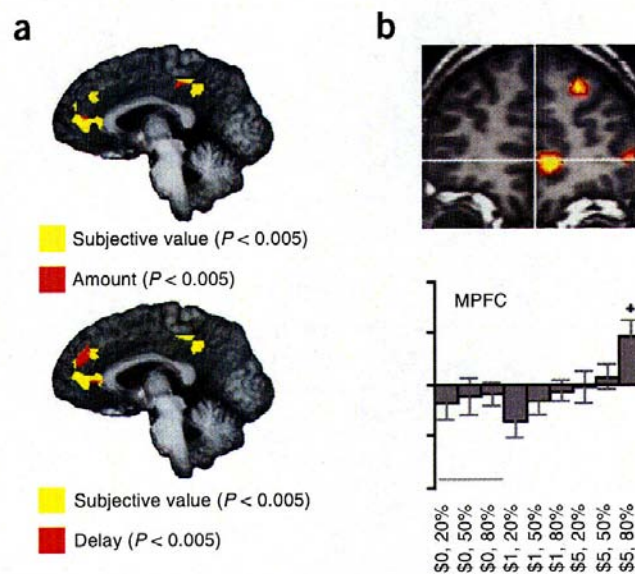 a
Subjective value (P < 0.005)
Amount (P < 0.005)
Subjective value (P < 0.005)
Delay (P < 0.005)
b
MPFC
+
$0, 20%
$0, 50%
$0, 80%
$1, 20%
$1, 50%
$1, 80%
$5, 20%
$5, 50%
$5, 80%